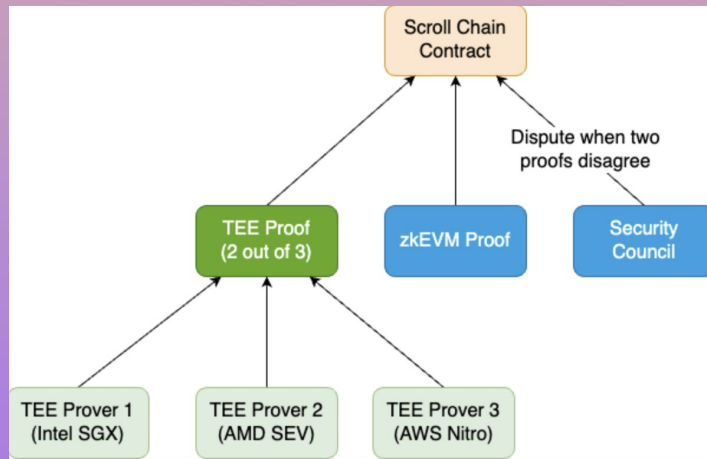 Scroll Chain
Contract
Dispute when two
proofs disagree
TEE Proof
(2 out of 3)
zkEVM Proof
Security
Council
TEE Prover 1
(Intel SGX)
TEE Prover 2
(AMD SEV)
TEE Prover 3
(AWS Nitro)